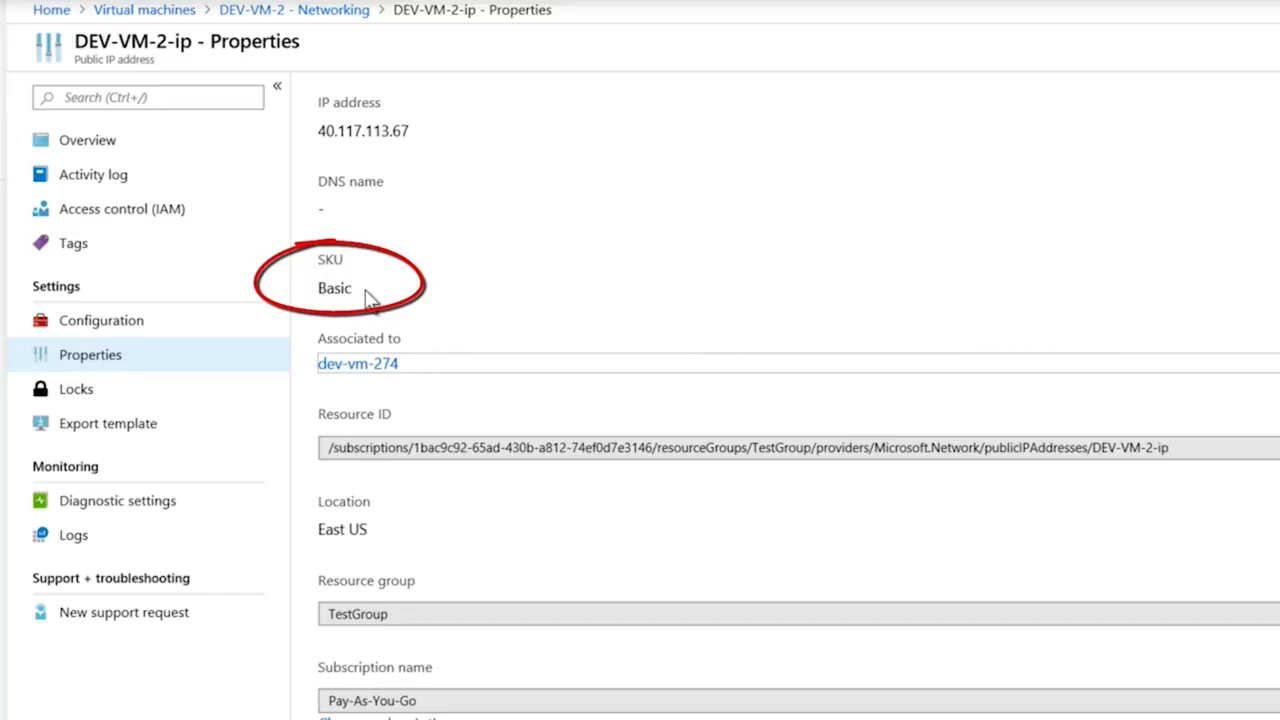 Home > Virtual machines > DEV-VM-2 - Networking > DEV-VM-2-ip - Properties
DEV-VM-2-ip - Properties
Public IP address
Search (Ctrl+/)
«
Overview
Activity log
Access control (IAM)
Tags
Settings
Configuration
Properties
Locks
Export template
Monitoring
Diagnostic settings
Logs
Support + troubleshooting
New support request
IP address
40.117.113.67
DNS name
-
SKU
Basic
Associated to
dev-vm-274
Resource ID
/subscriptions/1bac9c92-65ad-430b-a812-74ef0d7e3146/resourceGroups/TestGroup/providers/Microsoft.Network/publicIPAddresses/DEV-VM-2-ip
Location
East US
Resource group
TestGroup
Subscription name
Pay-As-You-Go